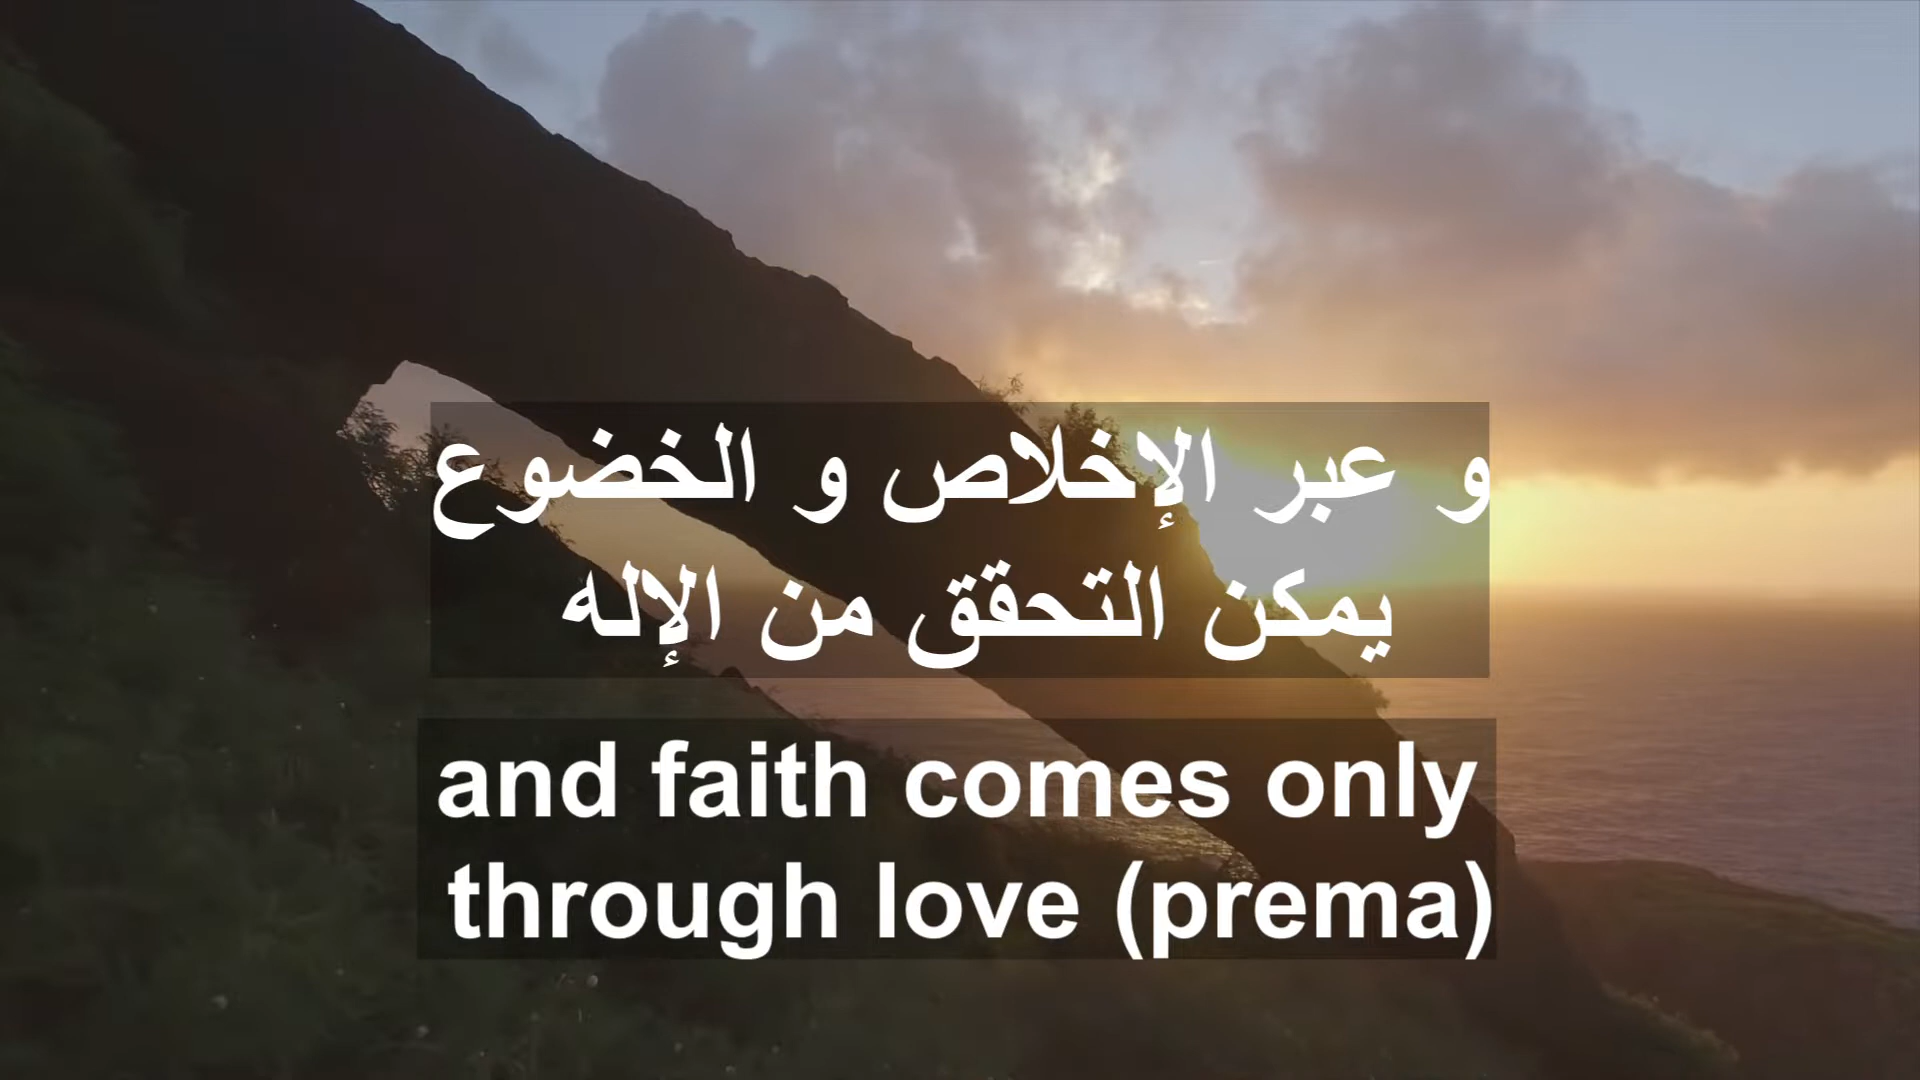 و عبر الإخلاص و الخضوع
يمكن التحقق من الإله
and faith comes only
through love (prema)